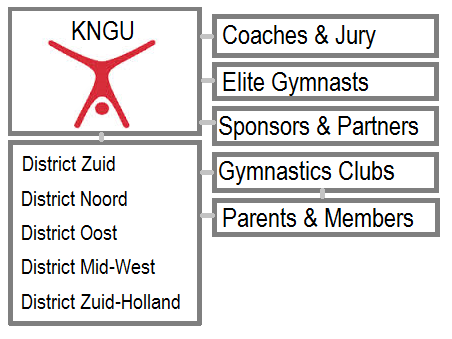 KNGU
District Zuid
District Noord
District Oost
District Mid-West
District Zuid-Holland
Coaches & Jury
Elite Gymnasts
Sponsors & Partners
Gymnastics Clubs
Parents & Members